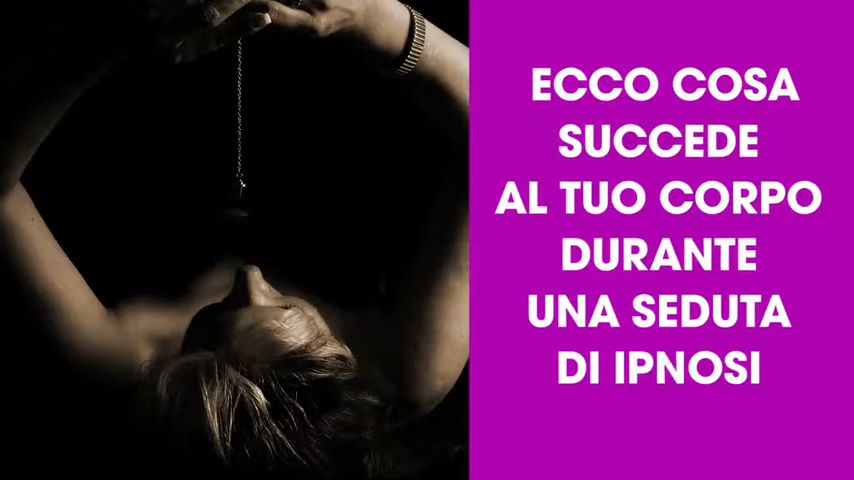 ECCO COSA
SUCCEDE
AL TUO CORPO
DURANTE
UNA SEDUTA
DI IPNOSI